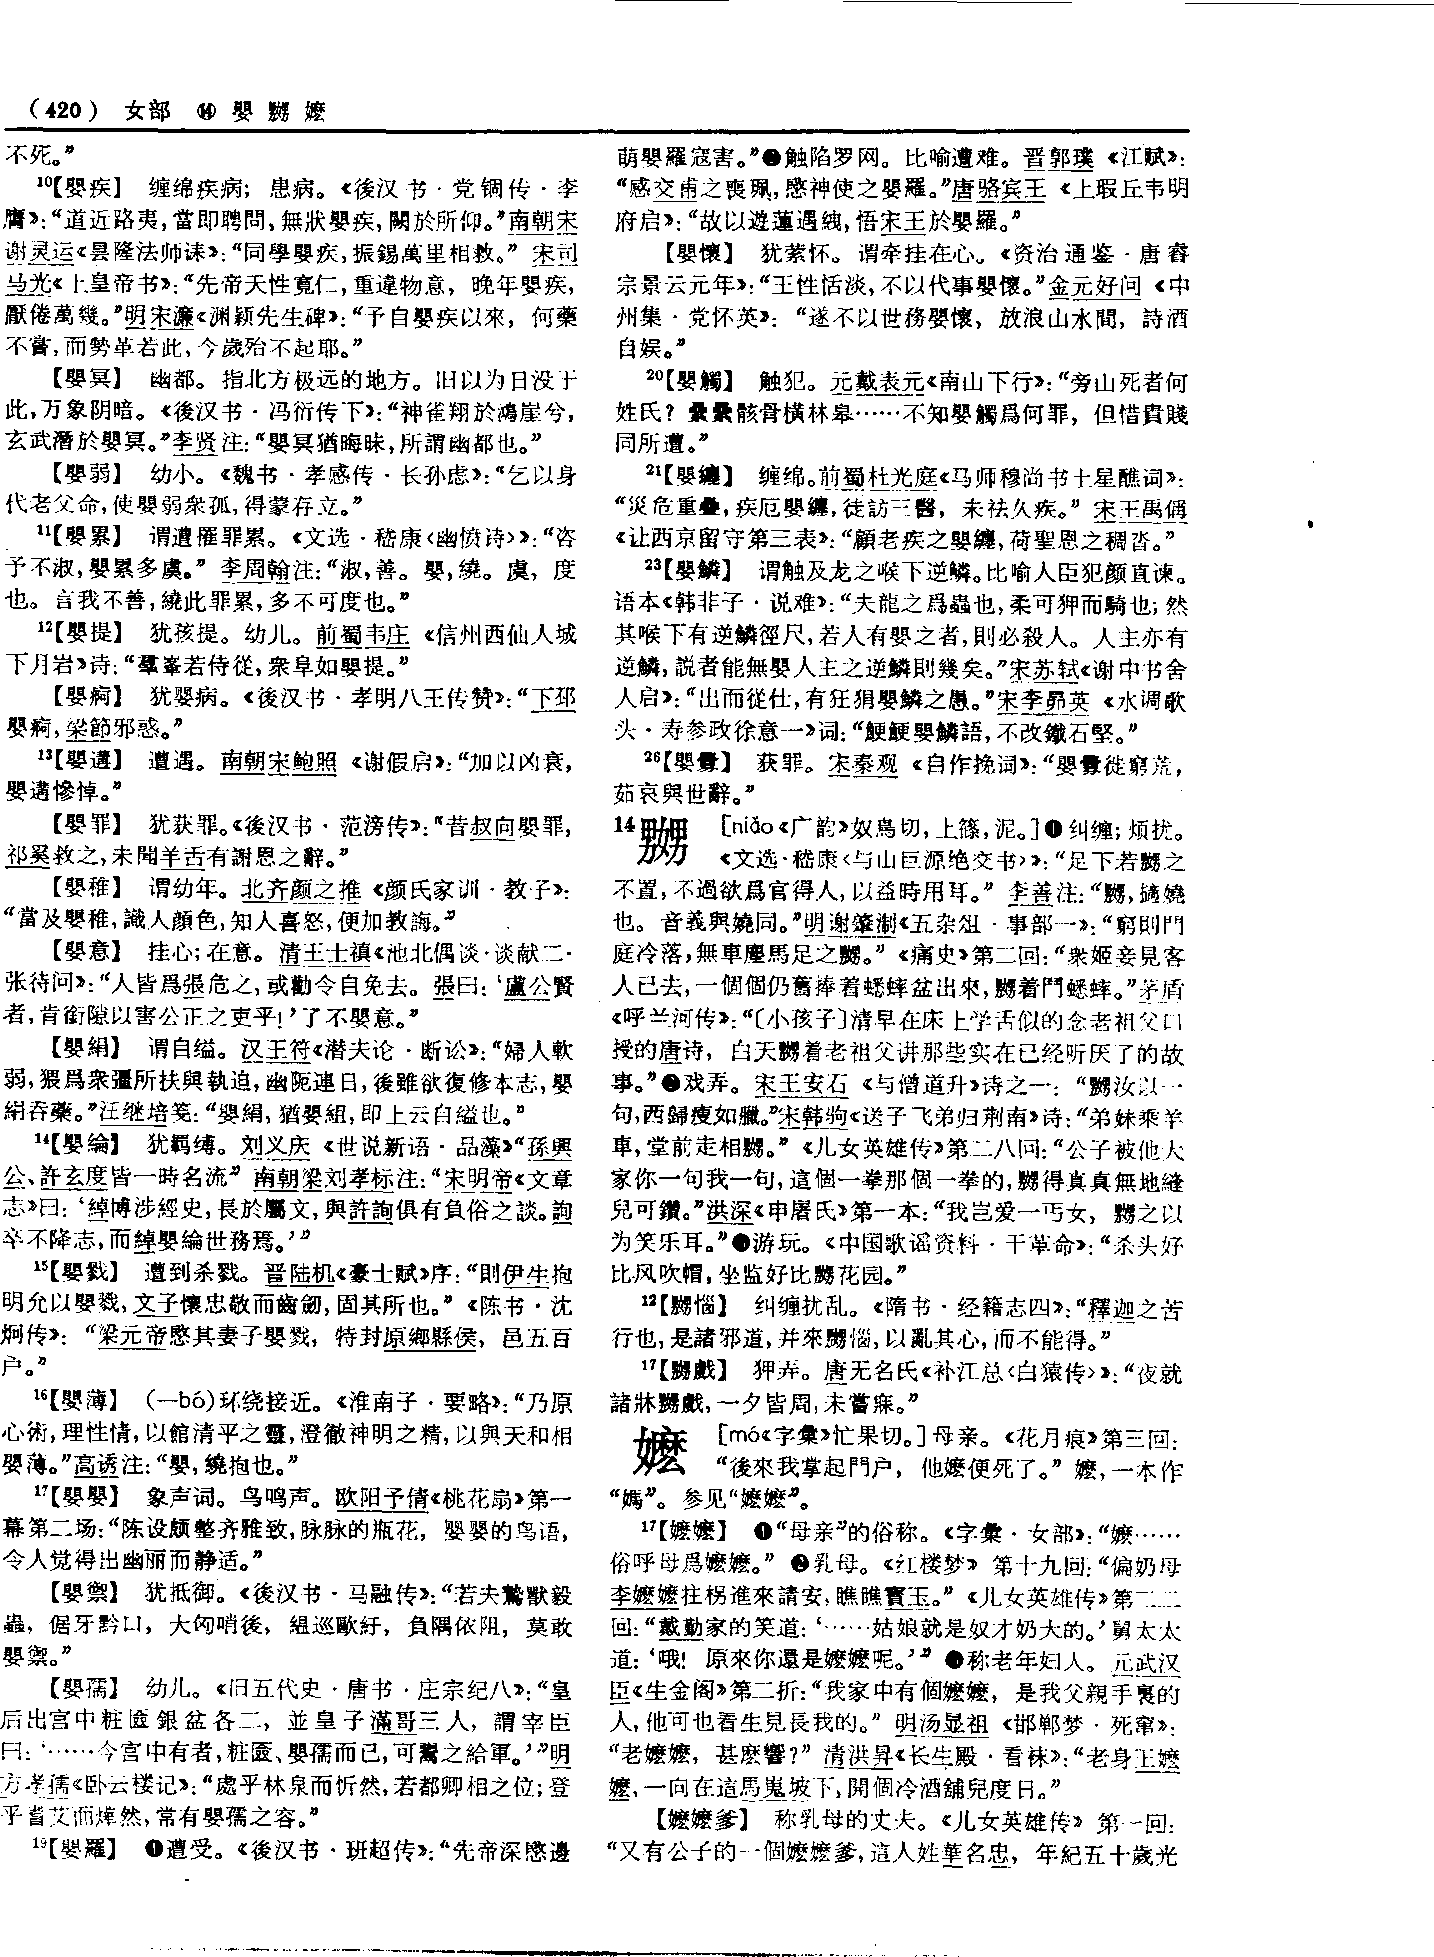 (420) 女部 ⑭ 嬰 嬲 嬷
不死。”
10【嬰疾】 缠绵疾病；患病。《後汉书·党锢传·李
膺》：“道近路夷，當即聘問，無狀嬰疾，闕於所仰。”南朝宋
谢灵运《昙隆法师诔》：“同學嬰疾，振錫萬里相救。” 宋司
马光《上皇帝书》：“先帝天性寬仁，重違物意，晚年嬰疾，
厭倦萬幾。”明宋濂《渊颖先生碑》：“予自嬰疾以來，何藥
不嘗，而勢革若此，今歲殆不起耶。”
【嬰冥】 幽都。指北方极远的地方。旧以为日没于
此，万象阴暗。《後汉书·冯衍传下》：“神雀翔於鴻崖兮，
玄武潛於嬰冥。”李贤注：“嬰冥猶晦昧，所謂幽都也。”
【嬰弱】 幼小。《魏书·孝感传·长孙虑》：“乞以身
代老父命，使嬰弱衆孤，得蒙存立。”
11【嬰累】 谓遭罹罪累。《文选·嵇康〈幽愤诗〉》：“咨
予不淑，嬰累多虞。” 李周翰注：“淑，善。嬰，繞。虞，度
也。言我不善，繞此罪累，多不可度也。”
12【嬰提】 犹孩提。幼儿。前蜀韦庄《信州西仙人城
下月岩》诗：“羣峯若侍從，衆阜如嬰提。”
【嬰痾】 犹婴病。《後汉书·孝明八王传赞》：“下邳
嬰痾，梁節邪惑。”
13【嬰遘】 遭遇。南朝宋鲍照《谢假启》：“加以凶衰，
嬰遘慘悼。”
【嬰罪】 犹获罪。《後汉书·范滂传》：“昔叔向嬰罪，
祁奚救之，未聞羊舌有謝恩之辭。”
【嬰稚】 谓幼年。北齐颜之推《颜氏家训·教子》：
“當及嬰稚，識人顔色，知人喜怒，便加教誨。”
【嬰意】 挂心；在意。清王士禛《池北偶谈·谈献二·
张待问》：“人皆爲張危之，或勸令自免去。張曰：‘盧公賢
者，肯銜隙以害公正之吏乎！’了不嬰意。”
【嬰絹】 谓自缢。汉王符《潜夫论·断讼》：“婦人軟
弱，猥爲衆彊所扶與執迫，幽阨連日，後雖欲復修本志，嬰
絹吞藥。”汪继培笺：“嬰絹，猶嬰紐，即上云自縊也。”
14【嬰綸】 犹羁缚。刘义庆《世说新语·品藻》“孫興
公、許玄度皆一時名流” 南朝梁刘孝标注：“宋明帝《文章
志》曰：‘綽博涉經史，長於屬文，與許詢俱有負俗之談。詢
卒不降志，而綽嬰綸世務焉。’”
15【嬰戮】 遭到杀戮。晋陆机《豪士赋》序：“則伊生抱
明允以嬰戮，文子懷忠敬而齒劒，固其所也。”《陈书·沈
炯传》：“梁元帝愍其妻子嬰戮，特封原鄉縣侯，邑五百
户。”
16【嬰薄】 (—bó)环绕接近。《淮南子·要略》：“乃原
心術，理性情，以館清平之靈，澄徹神明之精，以與天和相
嬰薄。”高诱注：“嬰，繞抱也。”
17【嬰嬰】 象声词。鸟鸣声。欧阳予倩《桃花扇》第一
幕第二场：“陈设颇整齐雅致，脉脉的瓶花，嬰嬰的鸟语，
令人觉得出幽丽而静适。”
【嬰禦】 犹抵御。《後汉书·马融传》：“若夫鷙獸毅
蟲，倨牙黔口，大匈哨後，緼巡歐紆，負隅依阻，莫敢
嬰禦。”
【嬰孺】 幼儿。《旧五代史·唐书·庄宗纪八》：“皇
后出宫中粧匳銀盆各二，並皇子滿哥三人，謂宰臣
曰：‘……今宫中有者，粧匳、嬰孺而已，可鬻之給軍。’”明
方孝孺《卧云楼记》：“處乎林泉而忻然，若都卿相之位；登
乎耆艾而焯然，常有嬰孺之容。”
19【嬰羅】 ❶遭受。《後汉书·班超传》：“先帝深愍邊
萌嬰羅寇害。”❷触陷罗网。比喻遭难。晋郭璞《江赋》：
“感交甫之喪珮，愍神使之嬰羅。”唐骆宾王《上瑕丘韦明
府启》：“故以遊蓮遇綫，悟宋王於嬰羅。”
【嬰懷】 犹萦怀。谓牵挂在心。《资治通鉴·唐睿
宗景云元年》：“王性恬淡，不以代事嬰懷。”金元好问《中
州集·党怀英》：“遂不以世務嬰懷，放浪山水間，詩酒
自娱。”
20【嬰觸】 触犯。元戴表元《南山下行》：“旁山死者何
姓氏？纍纍骸骨橫林皋……不知嬰觸爲何罪，但惜貴賤
同所遭。”
21【嬰纏】 缠绵。前蜀杜光庭《马师穆尚书土星醮词》：
“災危重疊，疾厄嬰纏，徒訪三醫，未祛久疾。” 宋王禹偁
《让西京留守第三表》：“顧老疾之嬰纏，荷聖恩之稠沓。”
23【嬰鱗】 谓触及龙之喉下逆鳞。比喻人臣犯颜直谏。
语本《韩非子·说难》：“夫龍之爲蟲也，柔可狎而騎也；然
其喉下有逆鱗徑尺，若人有嬰之者，則必殺人。人主亦有
逆鱗，説者能無嬰人主之逆鱗則幾矣。”宋苏轼《谢中书舍
人启》：“出而從仕，有狂狷嬰鱗之愚。”宋李昴英《水调歌
头·寿参政徐意一》词：“鯁鯁嬰鱗語，不改鐵石堅。”
26【嬰釁】 获罪。宋秦观《自作挽词》：“嬰釁徙窮荒，
茹哀與世辭。”
14嬲 [niǎo《广韵》奴鳥切，上篠，泥。]❶纠缠；烦扰。
《文选·嵇康〈与山巨源绝交书〉》：“足下若嬲之
不置，不過欲爲官得人，以益時用耳。” 李善注：“嬲，擿嬈
也。音義與嬈同。”明谢肇淛《五杂俎·事部一》：“窮則門
庭冷落，無車塵馬足之嬲。”《痛史》第二回：“衆姬妾見客
人已去，一個個仍舊捧着蟋蟀盆出來，嬲着鬥蟋蟀。”茅盾
《呼兰河传》：“〔小孩子〕清早在床上学舌似的念老祖父口
授的唐诗，白天嬲着老祖父讲那些实在已经听厌了的故
事。”❷戏弄。宋王安石《与僧道升》诗之一：“嬲汝以一
句，西歸瘦如臘。”宋韩驹《送子飞弟归荆南》诗：“弟妹乘羊
車，堂前走相嬲。”《儿女英雄传》第二八回：“公子被他大
家你一句我一句，這個一拳那個一拳的，嬲得真真無地縫
兒可鑽。”洪深《申屠氏》第一本：“我岂爱一丐女，嬲之以
为笑乐耳。”❸游玩。《中国歌谣资料·干革命》：“杀头好
比风吹帽，坐监好比嬲花园。”
12【嬲惱】 纠缠扰乱。《隋书·经籍志四》：“釋迦之苦
行也，是諸邪道，并來嬲惱，以亂其心，而不能得。”
17【嬲戲】 狎弄。唐无名氏《补江总〈白猿传〉》：“夜就
諸牀嬲戲，一夕皆周，未嘗寐。”
嬷 [mó《字彙》忙果切。]母亲。《花月痕》第三回：
“後來我掌起門户，他嬷便死了。”嬷，一本作
“媽”。参见“嬷嬷”。
17【嬷嬷】 ❶“母亲”的俗称。《字彙·女部》：“嬷……
俗呼母爲嬷嬷。” ❷乳母。《红楼梦》第十九回：“偏奶母
李嬷嬷拄柺進來請安，瞧瞧寶玉。”《儿女英雄传》第二二
回：“戴勤家的笑道：‘……姑娘就是奴才奶大的。’舅太太
道：‘哦！原來你還是嬷嬷呢。’” ❸称老年妇人。元武汉
臣《生金阁》第二折：“我家中有個嬷嬷，是我父親手裏的
人，他可也看生見長我的。” 明汤显祖《邯郸梦·死窜》：
“老嬷嬷，甚麽響？” 清洪昇《长生殿·看袜》：“老身王嬷
嬷，一向在這馬嵬坡下，開個冷酒舖兒度日。”
【嬷嬷爹】 称乳母的丈夫。《儿女英雄传》第一回：
“又有公子的一個嬷嬷爹，這人姓華名忠，年紀五十歲光